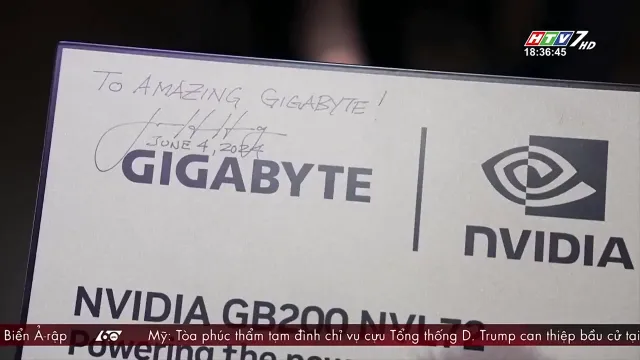 HTV7 HD
18:36:45
TO AMAZING GIGABYTE!
JUNE 4, 2024
GIGABYTE
NVIDIA
NVIDIA GB200 NVL72
Powering the new
Biển Ả-rập 60 Mỹ: Tòa phúc thẩm tạm đình chỉ vụ cựu Tổng thống D. Trump can thiệp bầu cử tại